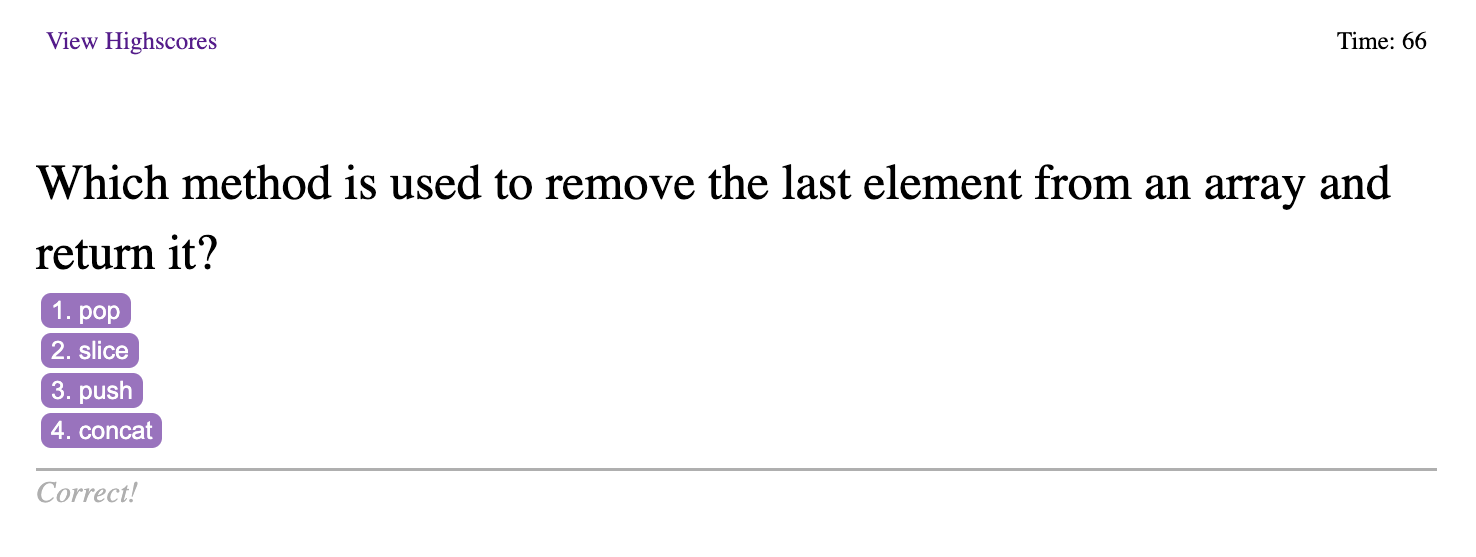 View Highscores
Time: 66
Which method is used to remove the last element from an array and
return it?
1. pop
2. slice
3. push
4. concat
Correct!